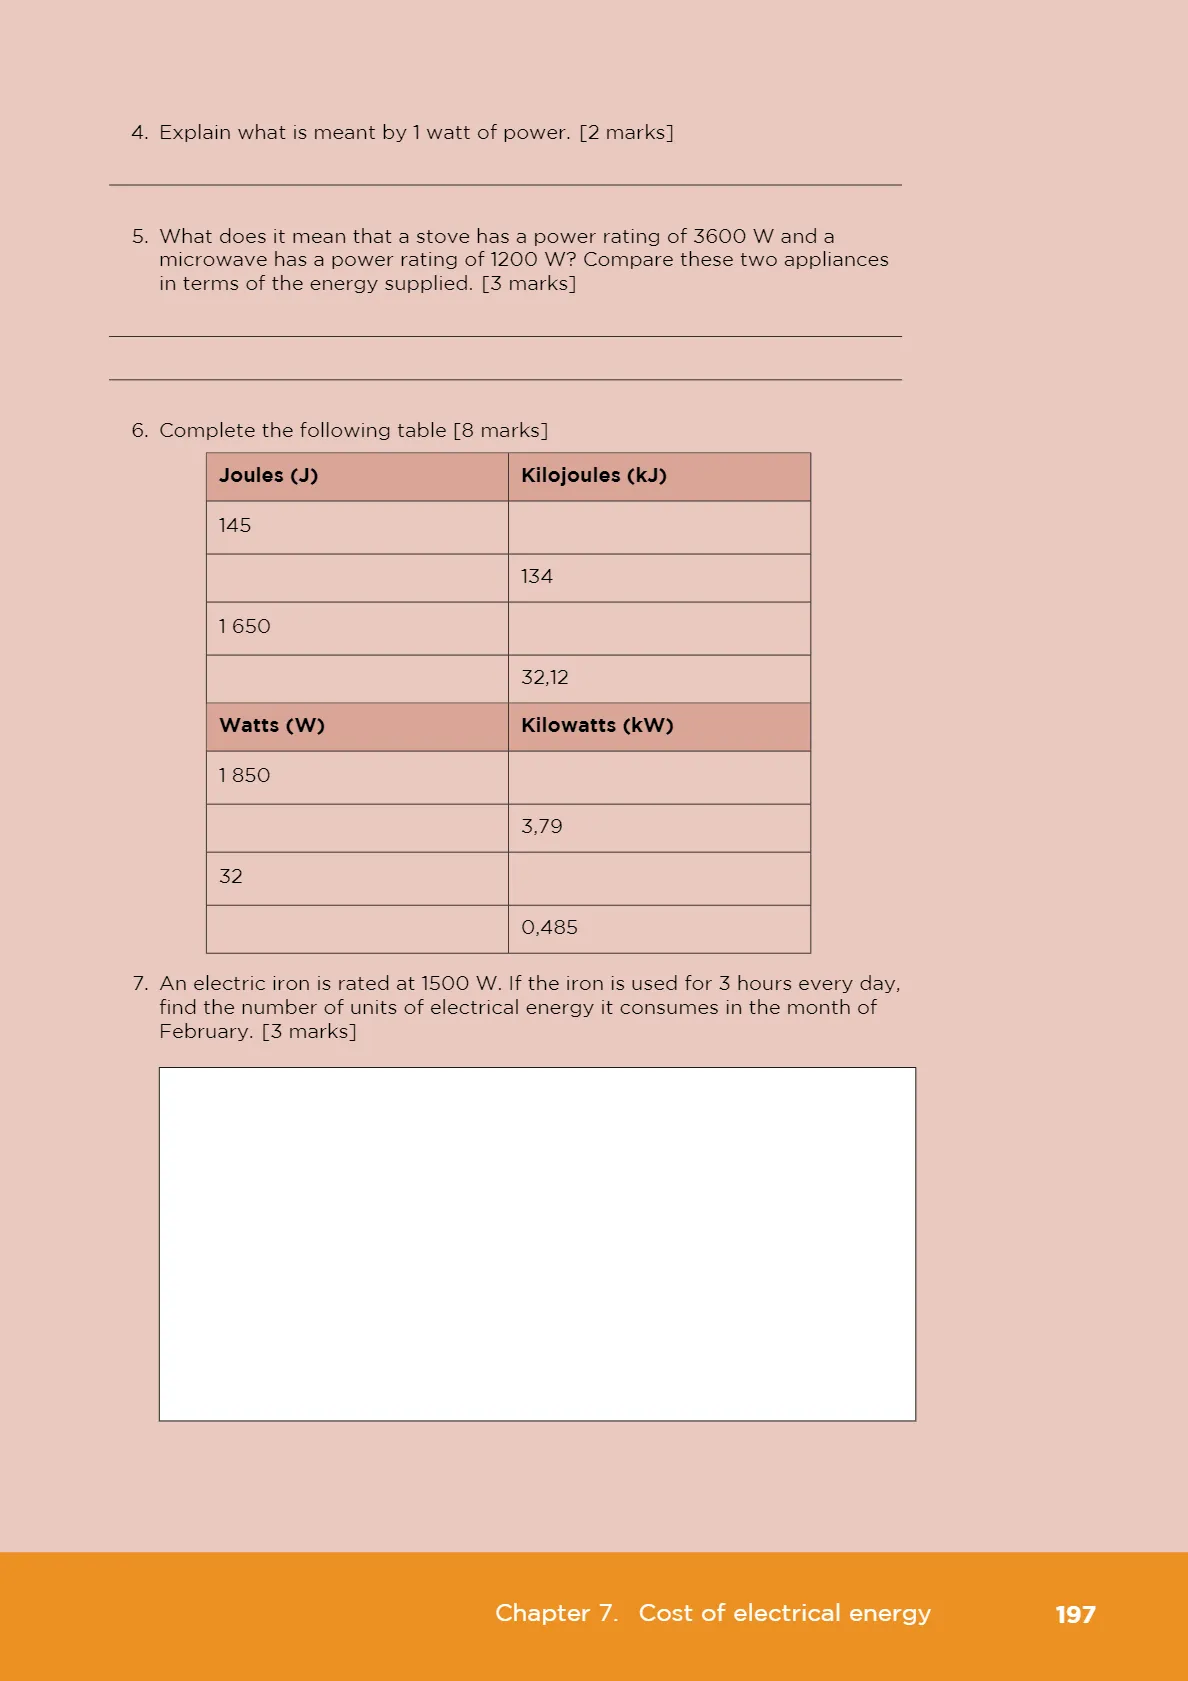 4. Explain what is meant by 1 watt of power. [2 marks]
5. What does it mean that a stove has a power rating of 3600 W and a
microwave has a power rating of 1200 W? Compare these two appliances
in terms of the energy supplied. [3 marks]
6. Complete the following table [8 marks]
Joules (J) Kilojoules (kJ)
145
134
1 650
32,12
Watts (W) Kilowatts (kW)
1 850
3,79
32
0,485
7. An electric iron is rated at 1500 W. If the iron is used for 3 hours every day,
find the number of units of electrical energy it consumes in the month of
February. [3 marks]
Chapter 7. Cost of electrical energy 197